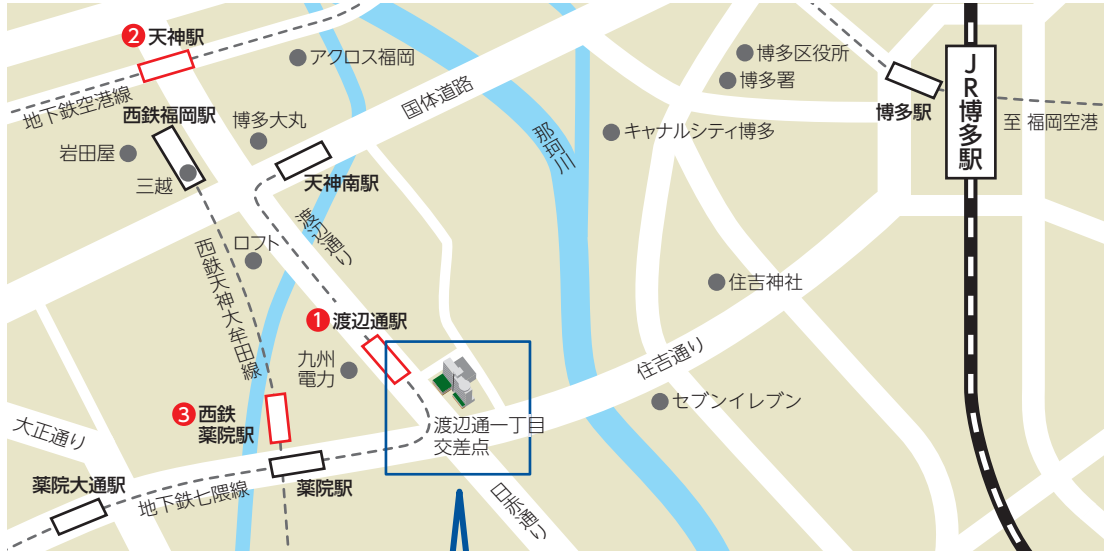 2 天神駅
アクロス福岡
地下鉄空港線
西鉄福岡駅
博多大丸
国体道路
岩田屋
三越
天神南駅
那珂川
キャナルシティ博多
博多区役所
博多署
博多駅
JR博多駅
至 福岡空港
渡辺通り
ロフト
西鉄天神大牟田線
1 渡辺通駅
九州
電力
住吉神社
住吉通り
セブンイレブン
3 西鉄
薬院駅
渡辺通一丁目
交差点
大正通り
薬院大通駅
地下鉄七隈線
薬院駅
日赤通り